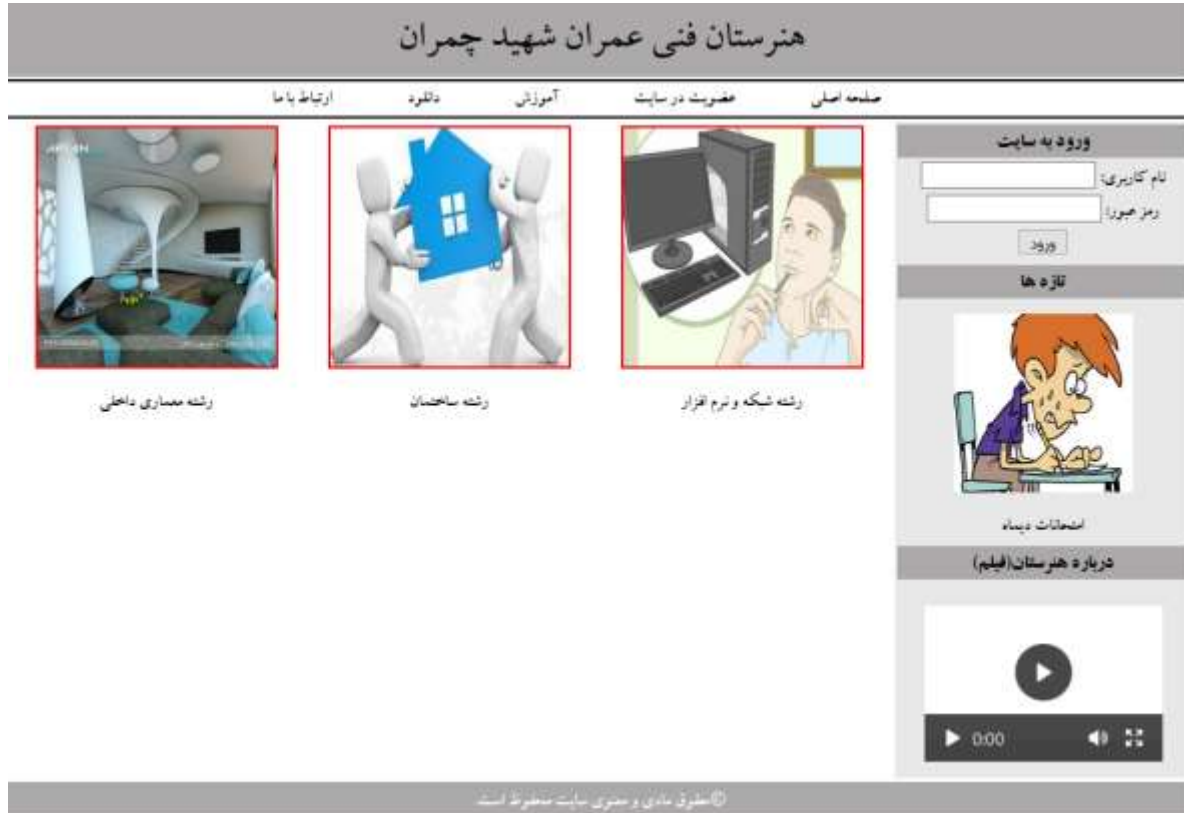 هنرستان فنی عمران شهید چمران
صفحه اصلی عضویت در سایت آموزش دانلود ارتباط با ما
ورود به سایت
نام کاربری:
رمز عبور:
ورود
تازه ها
امتحانات دیماه
درباره هنرستان(فیلم)
0:00
رشته شبکه و نرم افزار
رشته ساختمان
رشته معماری داخلی
©حقوق مادی و معنوی سایت محفوظ است.